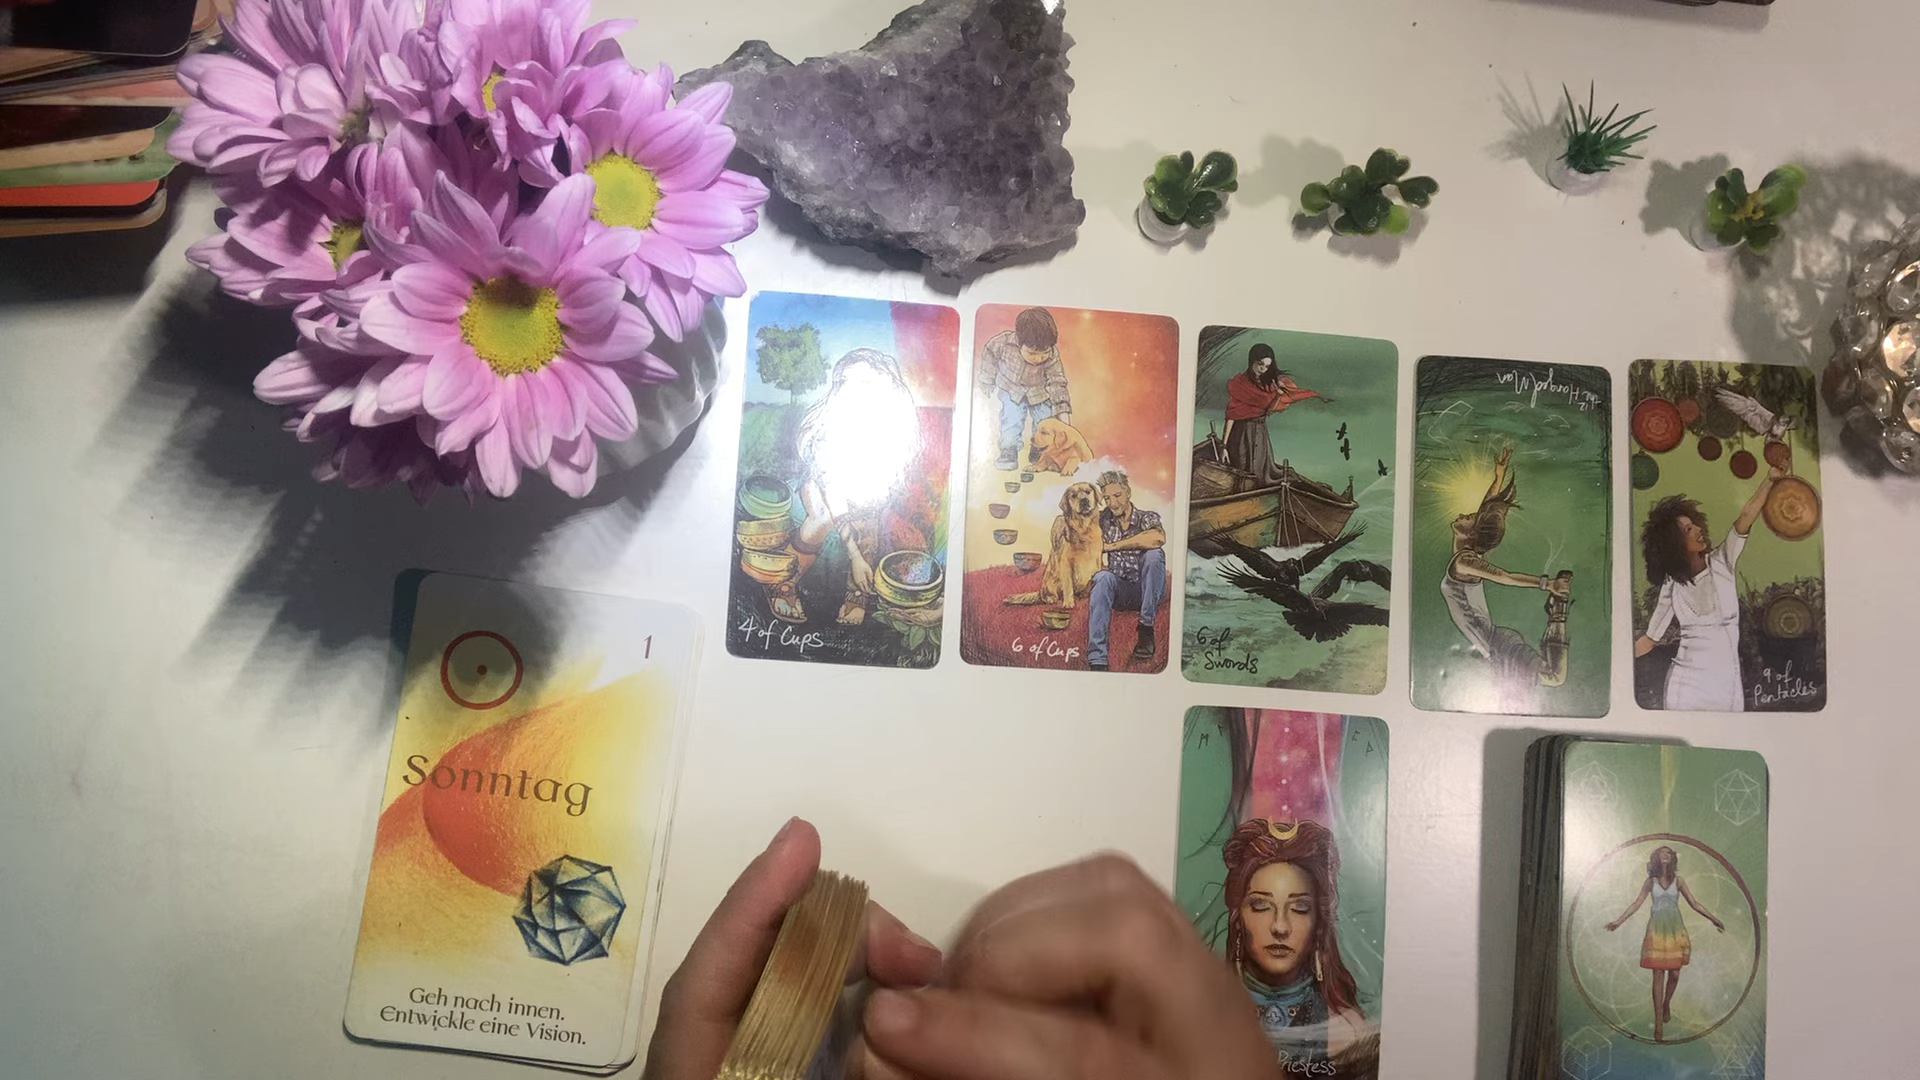 4 of Cups
6 of Cups
6 of
Swords
#12
The Hanged Man
9 of
Pentacles
1
Sonntag
Geh nach innen.
Entwickle eine Vision.
Priestess